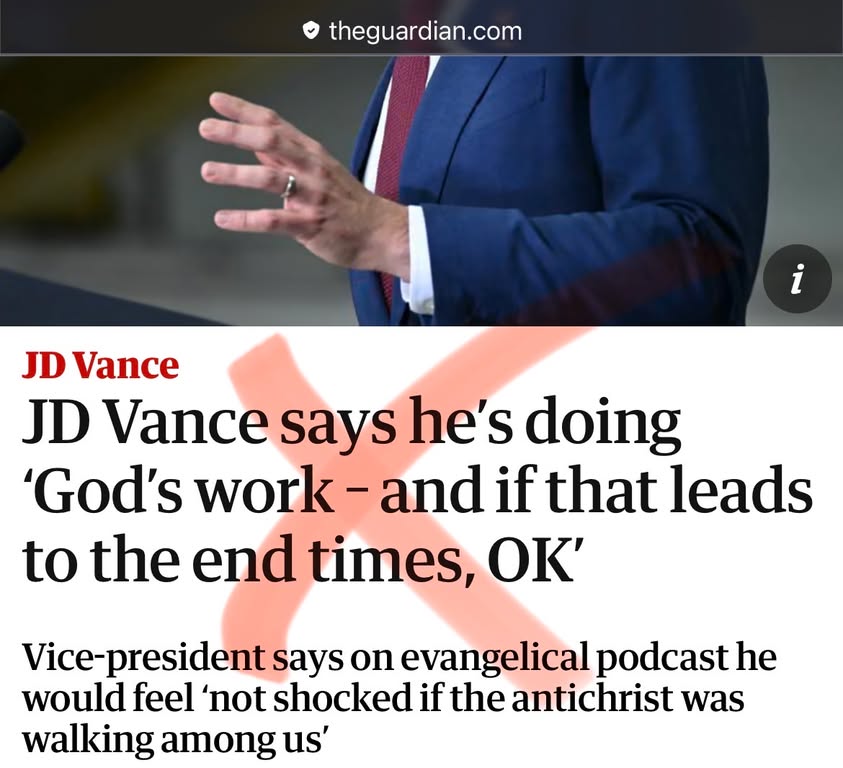 theguardian.com
i
JD Vance
JD Vance says he’s doing
‘God’s work – and if that leads
to the end times, OK’
Vice-president says on evangelical podcast he
would feel ‘not shocked if the antichrist was
walking among us’